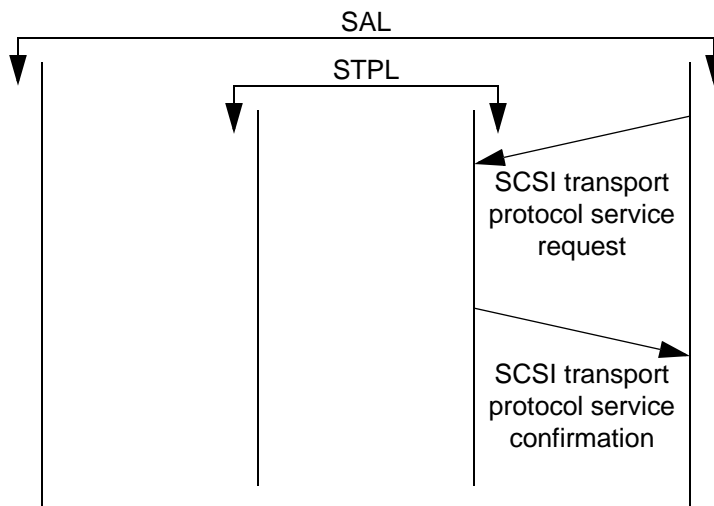 SAL
STPL
SCSI transport
protocol service
request
SCSI transport
protocol service
confirmation